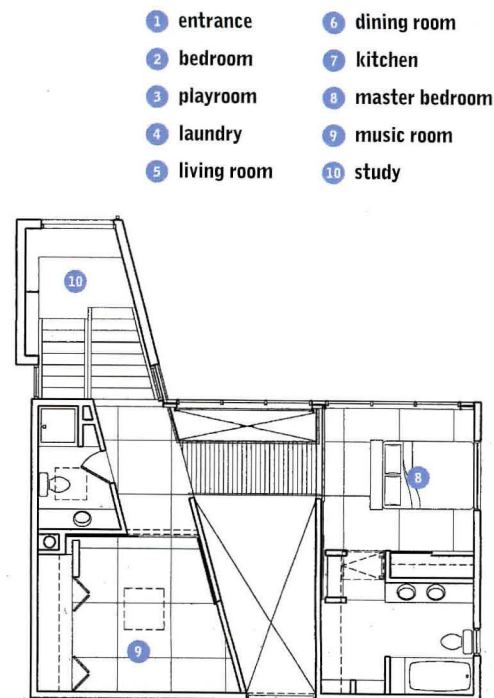 1 entrance
2 bedroom
3 playroom
4 laundry
5 living room
6 dining room
7 kitchen
8 master bedroom
9 music room
10 study
10
8
9